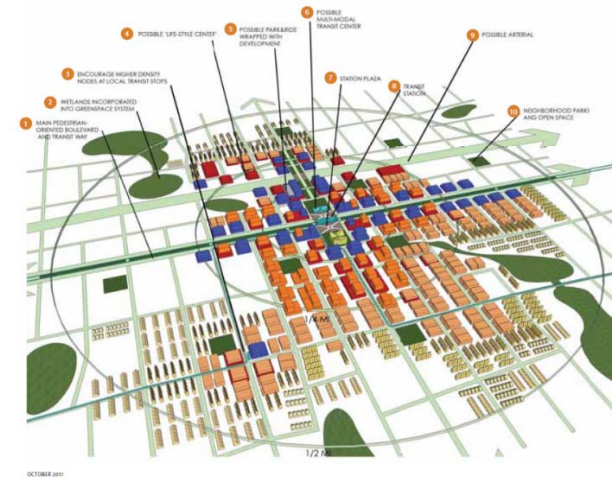 6 POSSIBLE
MULTI-MODAL
TRANSIT CENTER
5 POSSIBLE PARK&RIDE
WRAPPED WITH
DEVELOPMENT
4 POSSIBLE 'LIFE-STYLE CENTER'
9 POSSIBLE ARTERIAL
3 ENCOURAGE HIGHER DENSITY
NODES AT LOCAL TRANSIT STOPS
7 STATION PLAZA
8 TRANSIT
STATION
2 WETLANDS INCORPORATED
INTO GREENSPACE SYSTEM
10 NEIGHBORHOOD PARKS
AND OPEN SPACE
1 MAIN PEDESTRIAN-
ORIENTED BOULEVARD
AND TRANSIT WAY
1/4 MI
1/2 MI
OCTOBER 2011